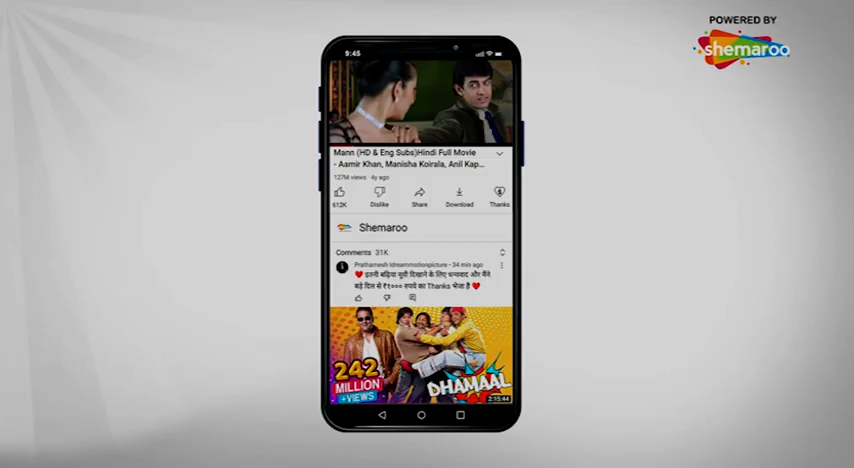 POWERED BY
shemaroo
9:45
Mann (HD & Eng Subs)Hindi Full Movie
- Aamir Khan, Manisha Koirala, Anil Kap...
127M views · 4y ago
612K
Dislike
Share
Download
Thanks
Shemaroo
Comments 31K
Prathamesh Idreammotionpicture • 34 min ago
❤️ इतनी बढ़िया मूवी दिखाने के लिए धन्यवाद और मैंने
बड़े दिल से ₹१००० रुपये का Thanks भेजा है ❤️
242
MILLION
+VIEWS
DHAMAAL
2:15:44